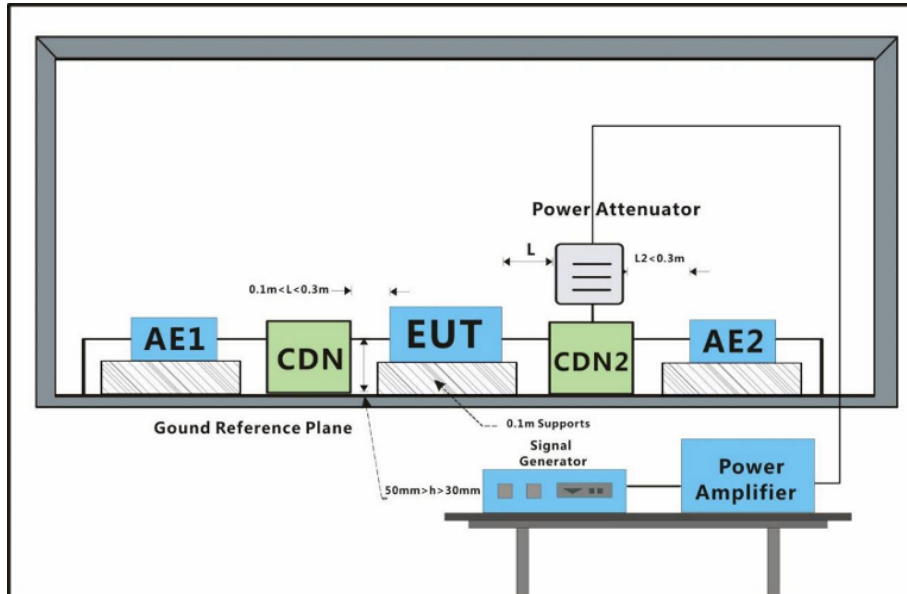 Power Attenuator
L
L2<0.3m
0.1m<L<0.3m
AE1
CDN
EUT
CDN2
AE2
Gound Reference Plane
0.1m Supports
Signal
Generator
50mm>h>30mm
Power
Amplifier